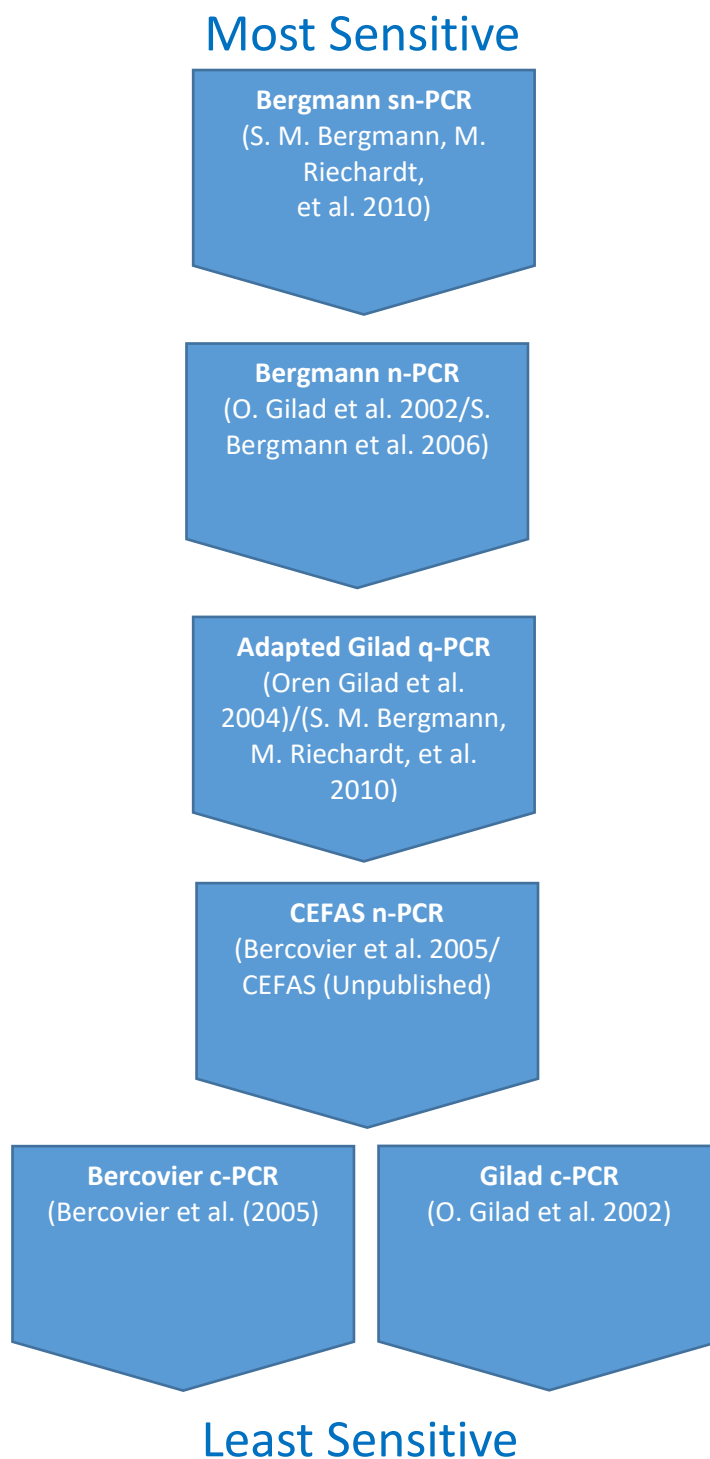 Most Sensitive
Bergmann sn-PCR
(S. M. Bergmann, M.
Riechardt,
et al. 2010)
Bergmann n-PCR
(O. Gilad et al. 2002/S.
Bergmann et al. 2006)
Adapted Gilad q-PCR
(Oren Gilad et al.
2004)/(S. M. Bergmann,
M. Riechardt, et al.
2010)
CEFAS n-PCR
(Bercovier et al. 2005/
CEFAS (Unpublished)
Bercovier c-PCR
(Bercovier et al. (2005)
Gilad c-PCR
(O. Gilad et al. 2002)
Least Sensitive